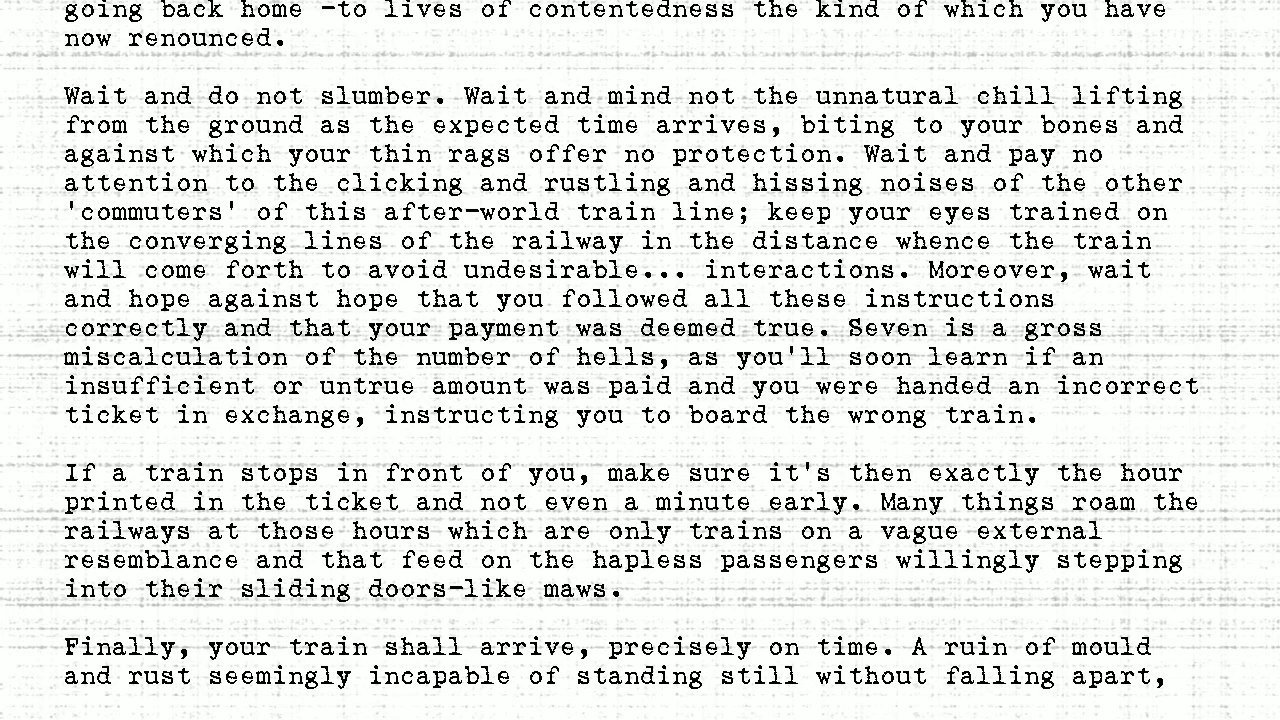 going back home -to lives of contentedness the kind of which you have
now renounced.
Wait and do not slumber. Wait and mind not the unnatural chill lifting
from the ground as the expected time arrives, biting to your bones and
against which your thin rags offer no protection. Wait and pay no
attention to the clicking and rustling and hissing noises of the other
'commuters' of this after-world train line; keep your eyes trained on
the converging lines of the railway in the distance whence the train
will come forth to avoid undesirable... interactions. Moreover, wait
and hope against hope that you followed all these instructions
correctly and that your payment was deemed true. Seven is a gross
miscalculation of the number of hells, as you'll soon learn if an
insufficient or untrue amount was paid and you were handed an incorrect
ticket in exchange, instructing you to board the wrong train.
If a train stops in front of you, make sure it's then exactly the hour
printed in the ticket and not even a minute early. Many things roam the
railways at those hours which are only trains on a vague external
resemblance and that feed on the hapless passengers willingly stepping
into their sliding doors-like maws.
Finally, your train shall arrive, precisely on time. A ruin of mould
and rust seemingly incapable of standing still without falling apart,